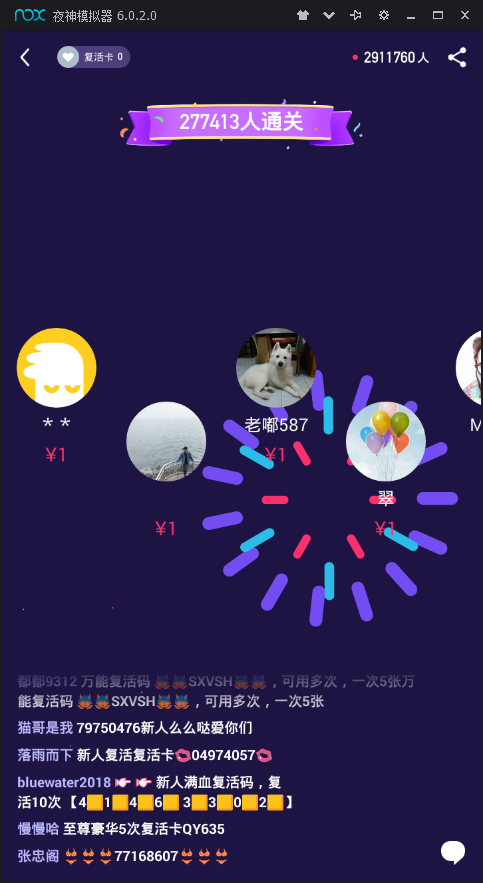 nox 夜神模拟器 6.0.2.0
复活卡 0
2911760 人
277413人通关
* *
¥1
老嘟587
¥1
M
¥1
翠
¥1
都都9312 万能复活码 SXVSH ，可用多次，一次5张万
能复活码 SXVSH ，可用多次，一次5张
猫哥是我 79750476新人么么哒爱你们
落雨而下 新人复活复活卡💋04974057💋
bluewater2018 👉 👉 新人满血复活码，复
活10次 【4🟨1🟨4🟨6🟨 3🟨3🟨0🟨2🟨】
慢慢哈 至尊豪华5次复活卡QY635
张忠阁 👙👙👙77168607👙👙👙